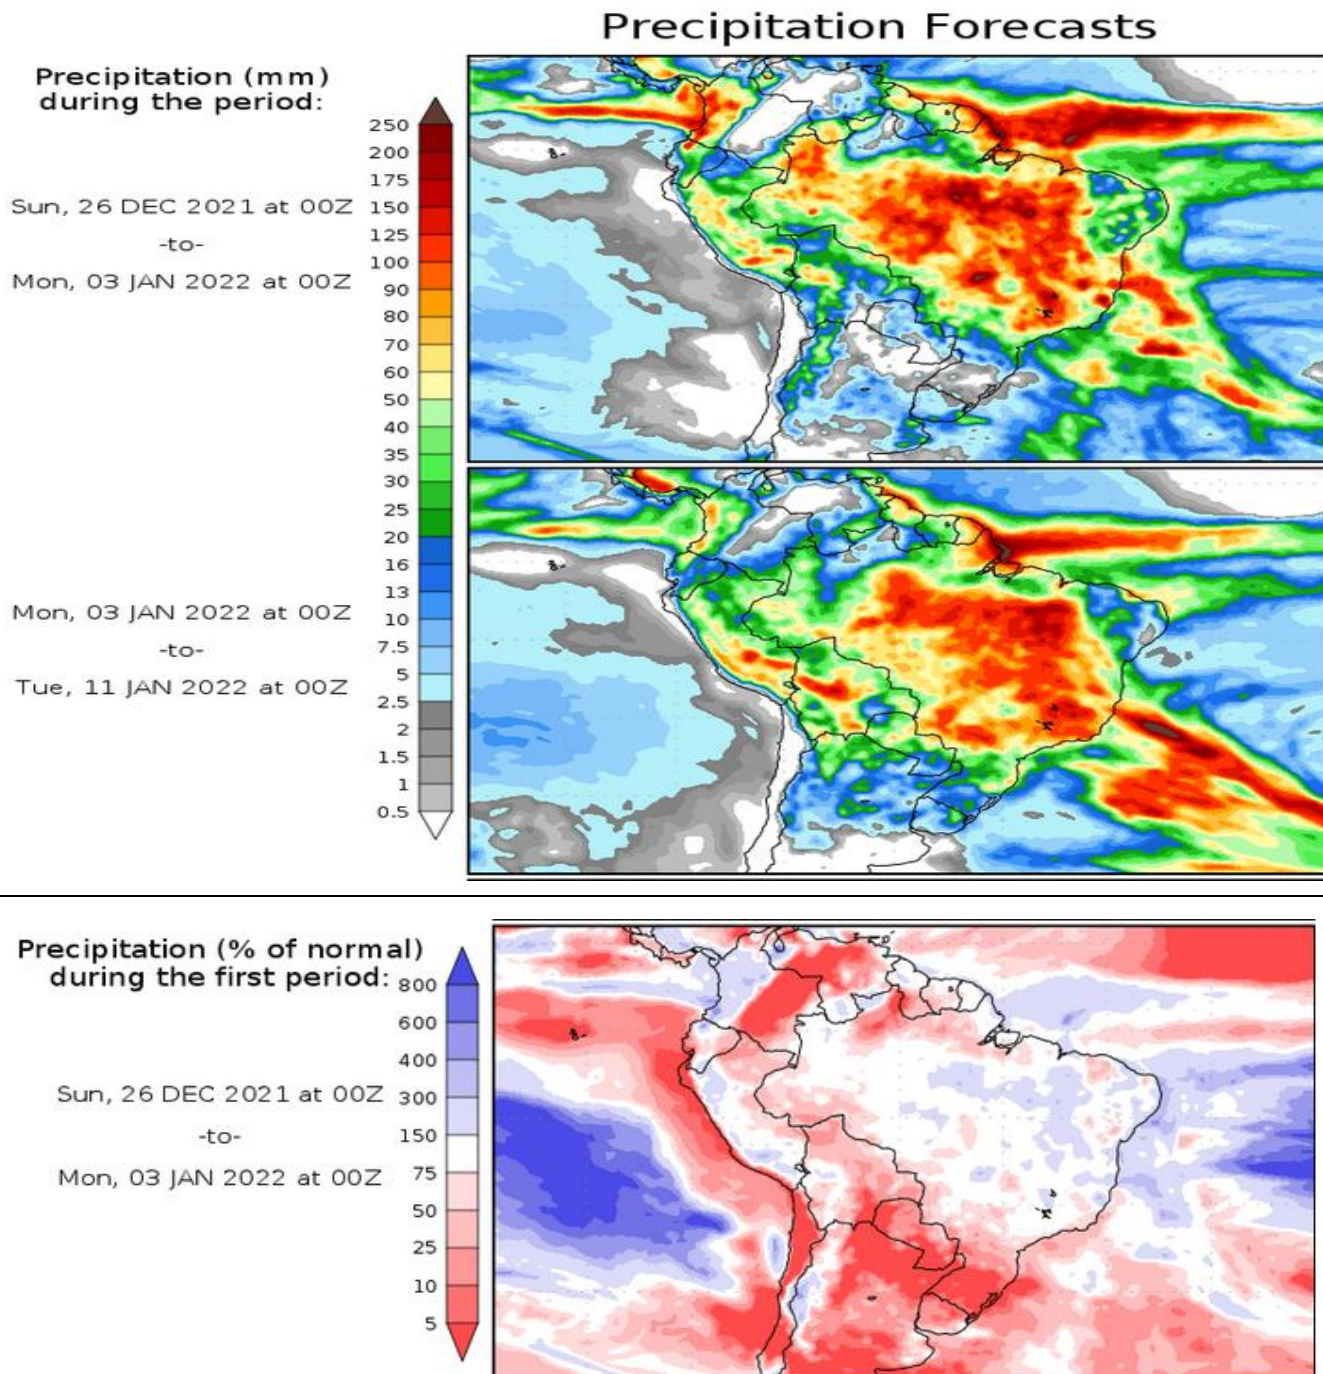 Precipitation Forecasts
Precipitation (mm)
during the period:
250
200
175
150
125
100
90
80
70
60
50
40
35
30
25
20
16
13
10
7.5
5
2.5
2
1.5
1
0.5
Sun, 26 DEC 2021 at 00Z
-to-
Mon, 03 JAN 2022 at 00Z
Mon, 03 JAN 2022 at 00Z
-to-
Tue, 11 JAN 2022 at 00Z
Precipitation (% of normal)
during the first period:
800
600
400
300
150
75
50
25
10
5
Sun, 26 DEC 2021 at 00Z
-to-
Mon, 03 JAN 2022 at 00Z